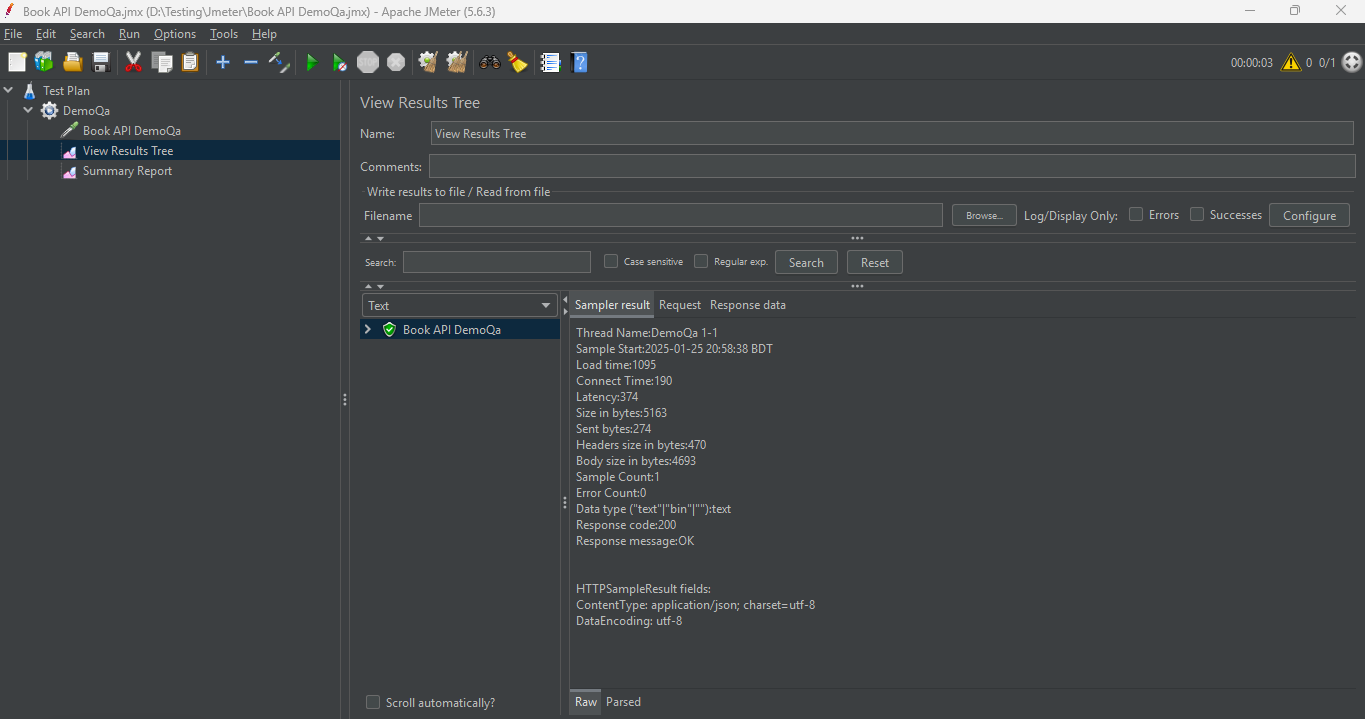 Book API DemoQa.jmx (D:\Testing\Jmeter\Book API DemoQa.jmx) - Apache JMeter (5.6.3)
File Edit Search Run Options Tools Help
STOP
00:00:03 0 0/1
Test Plan
DemoQa
Book API DemoQa
View Results Tree
Summary Report
View Results Tree
Name: View Results Tree
Comments:
Write results to file / Read from file
Filename Browse... Log/Display Only: Errors Successes Configure
Search: Case sensitive Regular exp. Search Reset
Text
Book API DemoQa
Scroll automatically?
Sampler result Request Response data
Thread Name:DemoQa 1-1
Sample Start:2025-01-25 20:58:38 BDT
Load time:1095
Connect Time:190
Latency:374
Size in bytes:5163
Sent bytes:274
Headers size in bytes:470
Body size in bytes:4693
Sample Count:1
Error Count:0
Data type ("text"|"bin"|""):text
Response code:200
Response message:OK
HTTPSampleResult fields:
ContentType: application/json; charset=utf-8
DataEncoding: utf-8
Raw Parsed